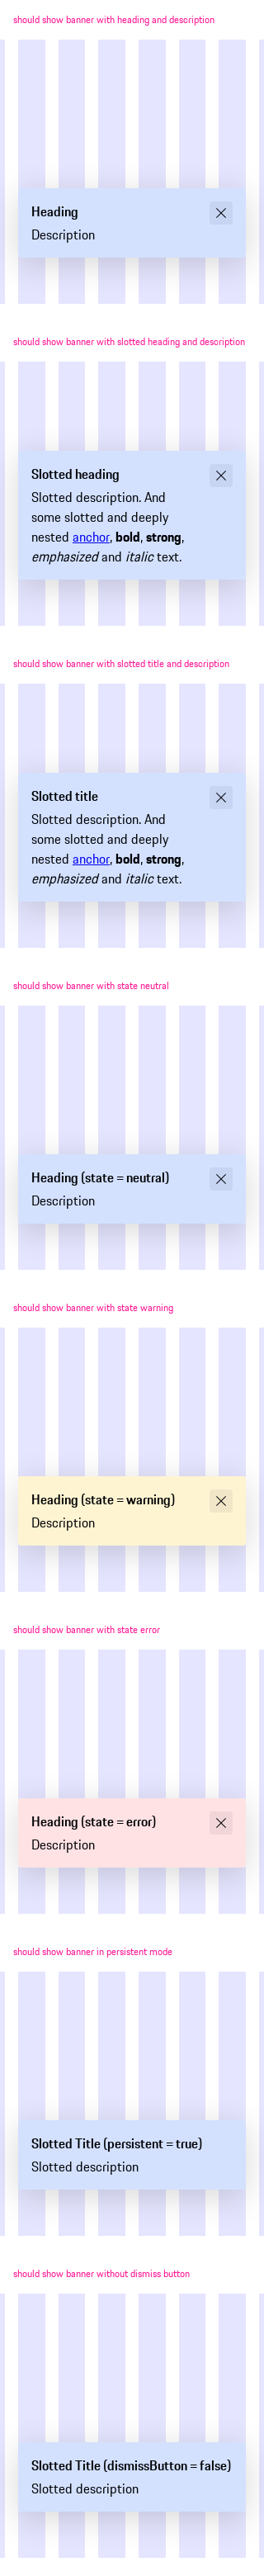 should show banner with heading and description
Heading
Description
should show banner with slotted heading and description
Slotted heading
Slotted description. And
some slotted and deeply
nested anchor, bold, strong,
emphasized and italic text.
should show banner with slotted title and description
Slotted title
Slotted description. And
some slotted and deeply
nested anchor, bold, strong,
emphasized and italic text.
should show banner with state neutral
Heading (state = neutral)
Description
should show banner with state warning
Heading (state = warning)
Description
should show banner with state error
Heading (state = error)
Description
should show banner in persistent mode
Slotted Title (persistent = true)
Slotted description
should show banner without dismiss button
Slotted Title (dismissButton = false)
Slotted description